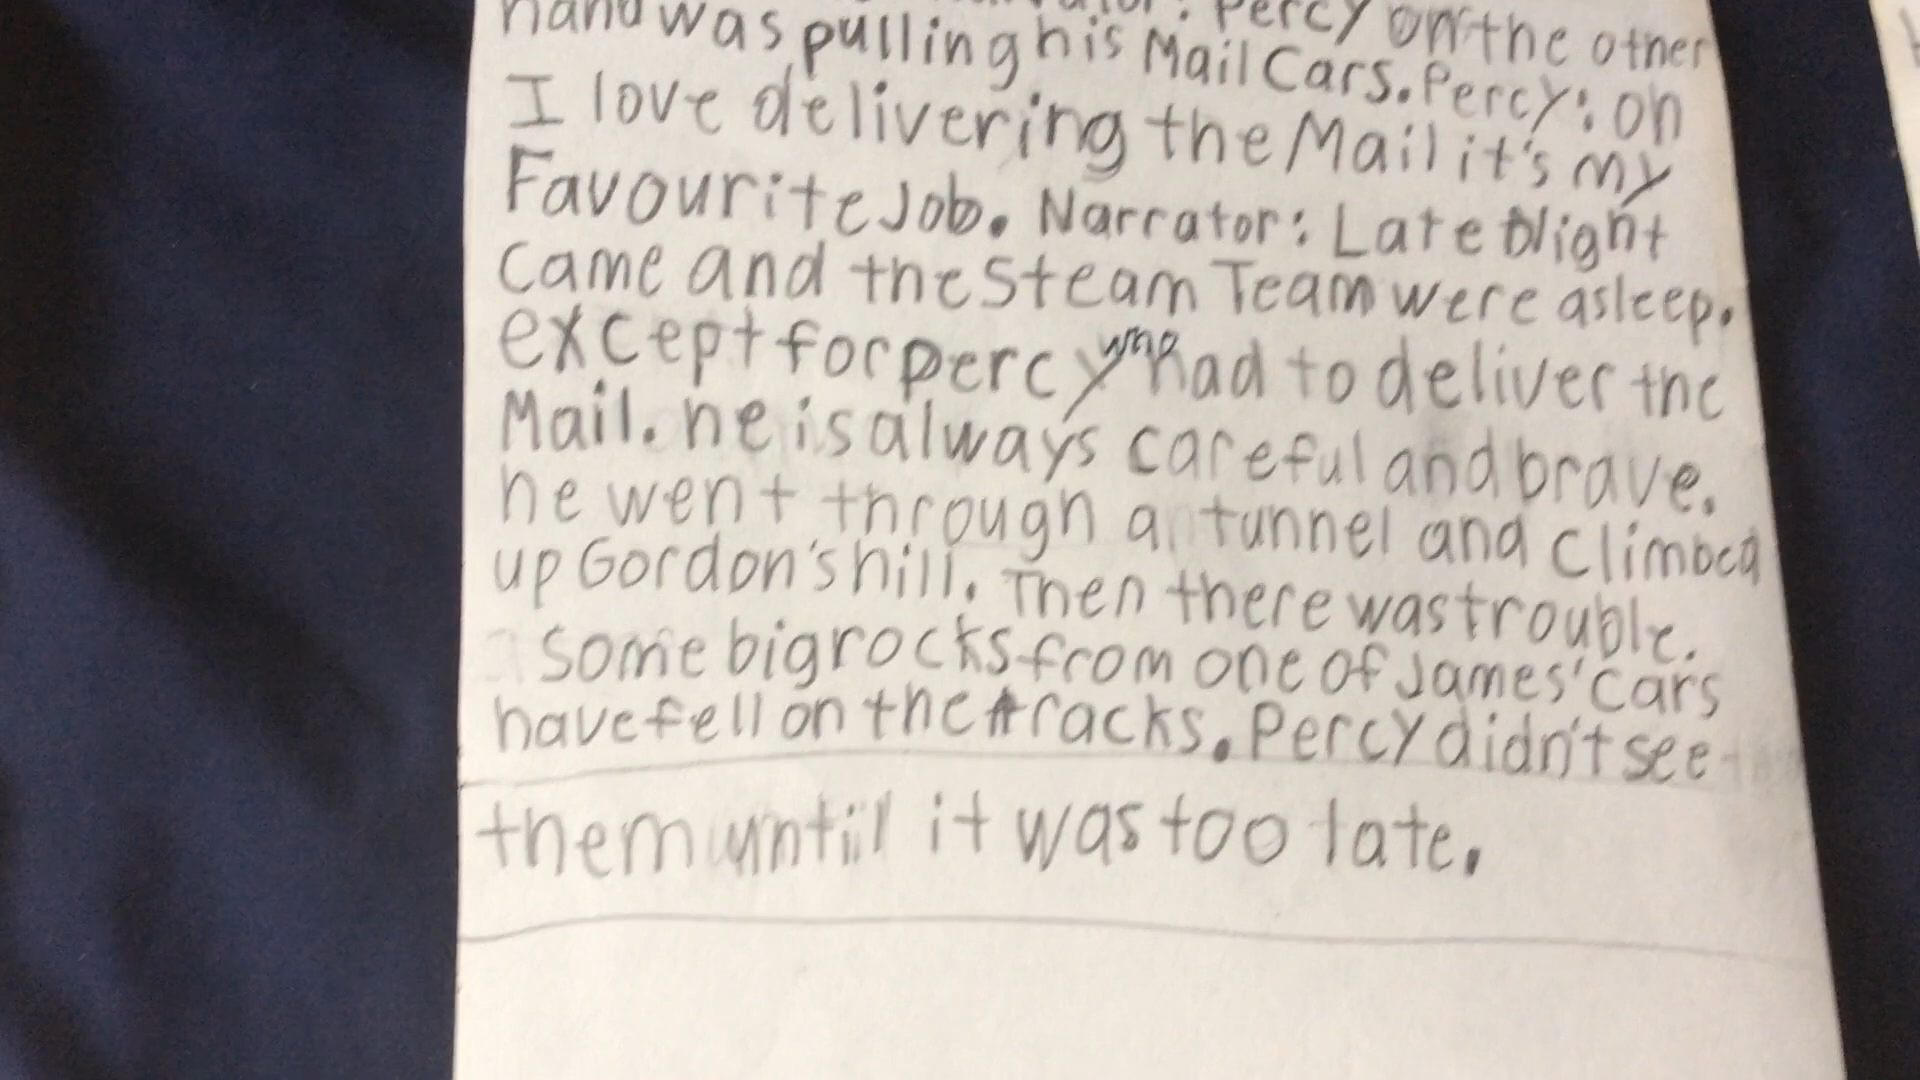 Percy on the other
hand was pulling his Mail Cars. Percy: oh
I love delivering the Mail it's my
Favourite Job. Narrator: Late Night
came and the Steam Team were asleep.
except for percy who had to deliver the
Mail. he is always careful and brave.
he went through a tunnel and climbed
up Gordon's hill. Then there was trouble.
some big rocks from one of James' cars
have fell on the tracks. Percy didn't see
them until it was too late.